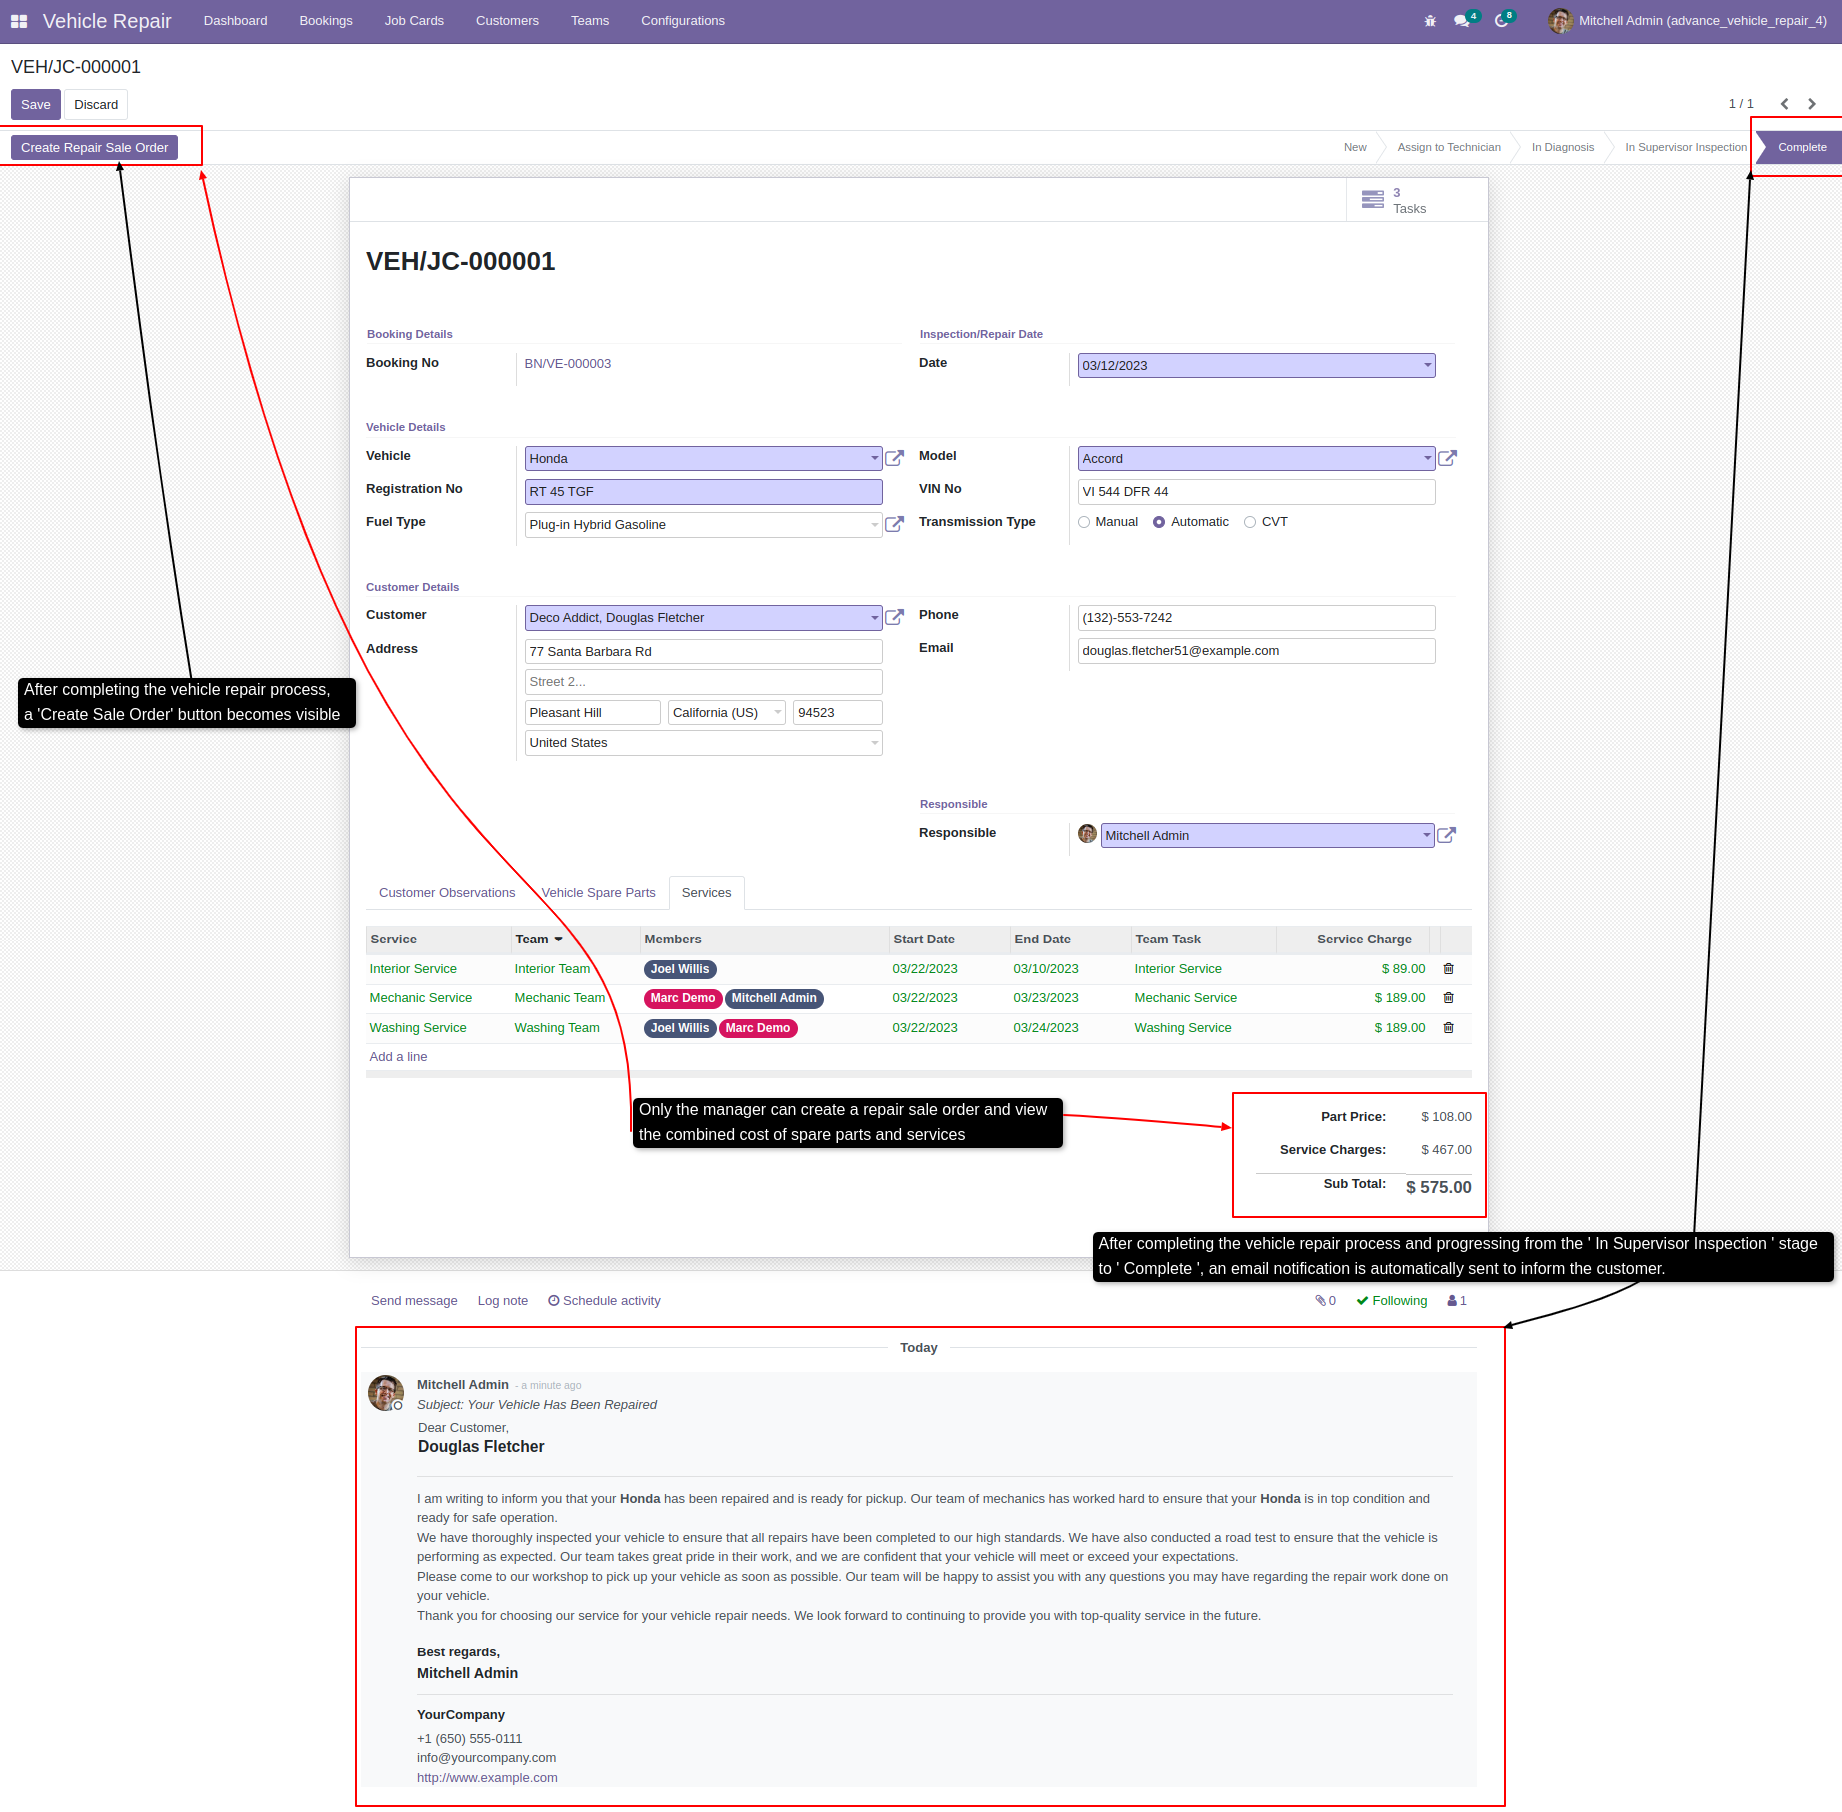 Vehicle Repair Dashboard Bookings Job Cards Customers Teams Configurations 4 8 Mitchell Admin (advance_vehicle_repair_4)
VEH/JC-000001
Save Discard 1 / 1
Create Repair Sale Order New Assign to Technician In Diagnosis In Supervisor Inspection Complete
3
Tasks
VEH/JC-000001
Booking Details Inspection/Repair Date
Booking No BN/VE-000003 Date 03/12/2023
Vehicle Details
Vehicle Honda Model Accord
Registration No RT 45 TGF VIN No VI 544 DFR 44
Fuel Type Plug-in Hybrid Gasoline Transmission Type Manual Automatic CVT
Customer Details
Customer Deco Addict, Douglas Fletcher Phone (132)-553-7242
Address 77 Santa Barbara Rd Email douglas.fletcher51@example.com
Street 2...
Pleasant Hill California (US) 94523
United States
After completing the vehicle repair process,
a 'Create Sale Order' button becomes visible
Responsible
Responsible Mitchell Admin
Customer Observations Vehicle Spare Parts Services
Service Team Members Start Date End Date Team Task Service Charge
Interior Service Interior Team Joel Willis 03/22/2023 03/10/2023 Interior Service $ 89.00
Mechanic Service Mechanic Team Marc Demo Mitchell Admin 03/22/2023 03/23/2023 Mechanic Service $ 189.00
Washing Service Washing Team Joel Willis Marc Demo 03/22/2023 03/24/2023 Washing Service $ 189.00
Add a line
Only the manager can create a repair sale order and view
the combined cost of spare parts and services
Part Price: $ 108.00
Service Charges: $ 467.00
Sub Total: $ 575.00
After completing the vehicle repair process and progressing from the ' In Supervisor Inspection ' stage
to ' Complete ', an email notification is automatically sent to inform the customer.
Send message Log note Schedule activity 0 Following 1
Today
Mitchell Admin - a minute ago
Subject: Your Vehicle Has Been Repaired
Dear Customer,
Douglas Fletcher
I am writing to inform you that your Honda has been repaired and is ready for pickup. Our team of mechanics has worked hard to ensure that your Honda is in top condition and
ready for safe operation.
We have thoroughly inspected your vehicle to ensure that all repairs have been completed to our high standards. We have also conducted a road test to ensure that the vehicle is
performing as expected. Our team takes great pride in their work, and we are confident that your vehicle will meet or exceed your expectations.
Please come to our workshop to pick up your vehicle as soon as possible. Our team will be happy to assist you with any questions you may have regarding the repair work done on
your vehicle.
Thank you for choosing our service for your vehicle repair needs. We look forward to continuing to provide you with top-quality service in the future.
Best regards,
Mitchell Admin
YourCompany
+1 (650) 555-0111
info@yourcompany.com
http://www.example.com